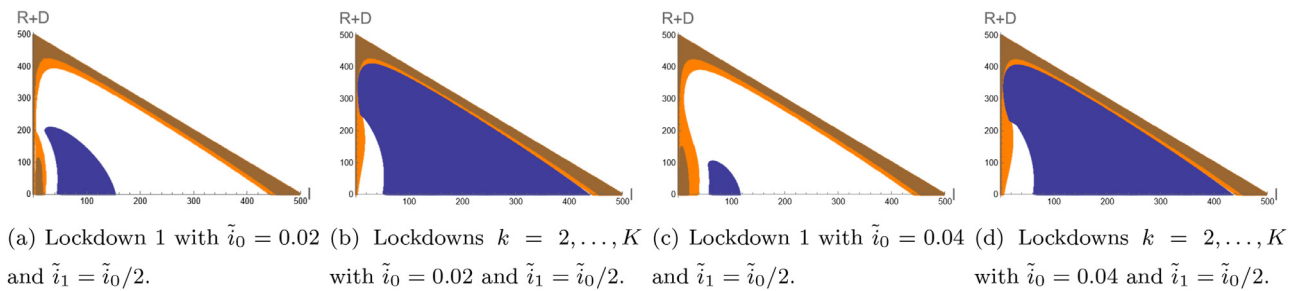 R+D R+D R+D R+D
500 500 500 500
400 400 400 400
300 300 300 300
200 200 200 200
100 100 100 100
0 0 0 0
100 200 300 400 500 I 100 200 300 400 500 I 100 200 300 400 500 I 100 200 300 400 500 I
(a) Lockdown 1 with ĩ₀ = 0.02 (b) Lockdowns k = 2, . . . , K (c) Lockdown 1 with ĩ₀ = 0.04 (d) Lockdowns k = 2, . . . , K
and ĩ₁ = ĩ₀/2. with ĩ₀ = 0.02 and ĩ₁ = ĩ₀/2. and ĩ₁ = ĩ₀/2. with ĩ₀ = 0.04 and ĩ₁ = ĩ₀/2.